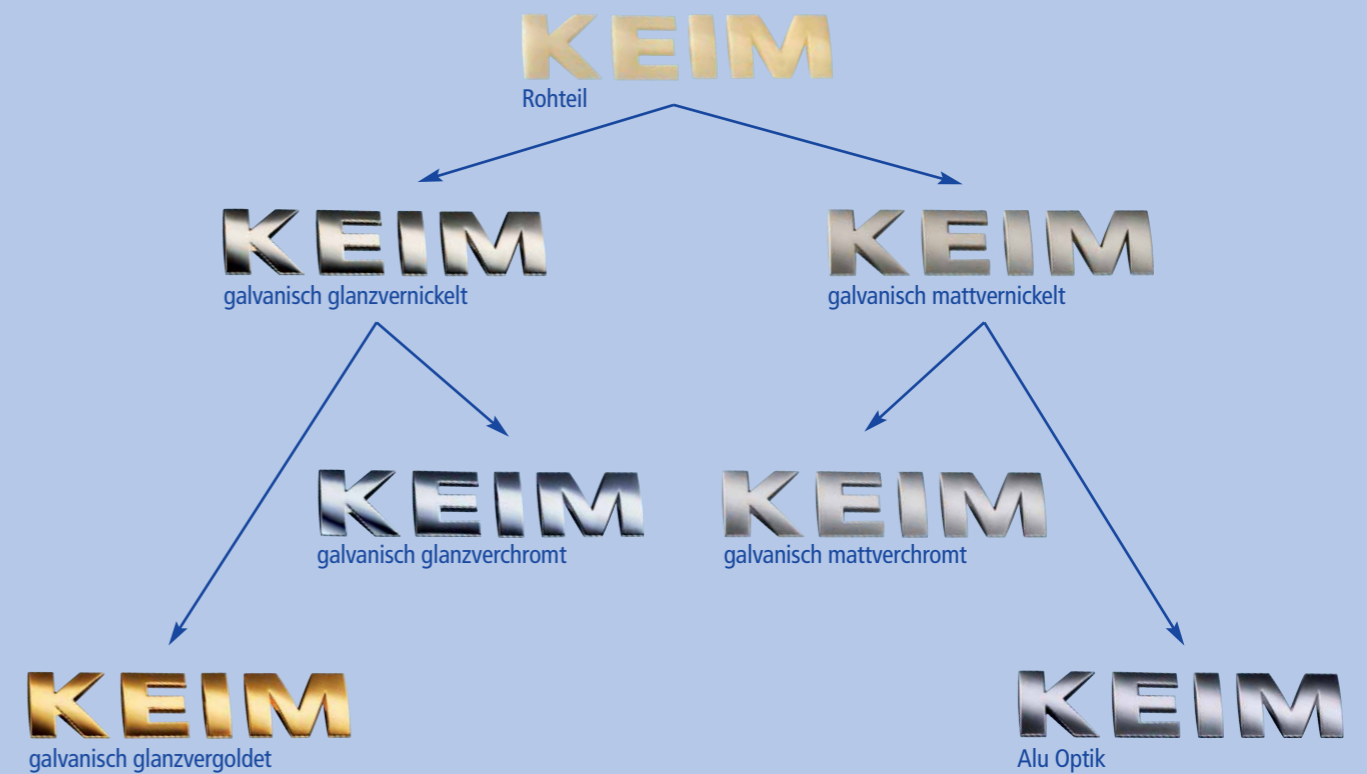 KEIM
Rohteil
KEIM
galvanisch glanzvernickelt
KEIM
galvanisch mattvernickelt
KEIM
galvanisch glanzverchromt
KEIM
galvanisch mattverchromt
KEIM
galvanisch glanzvergoldet
KEIM
Alu Optik